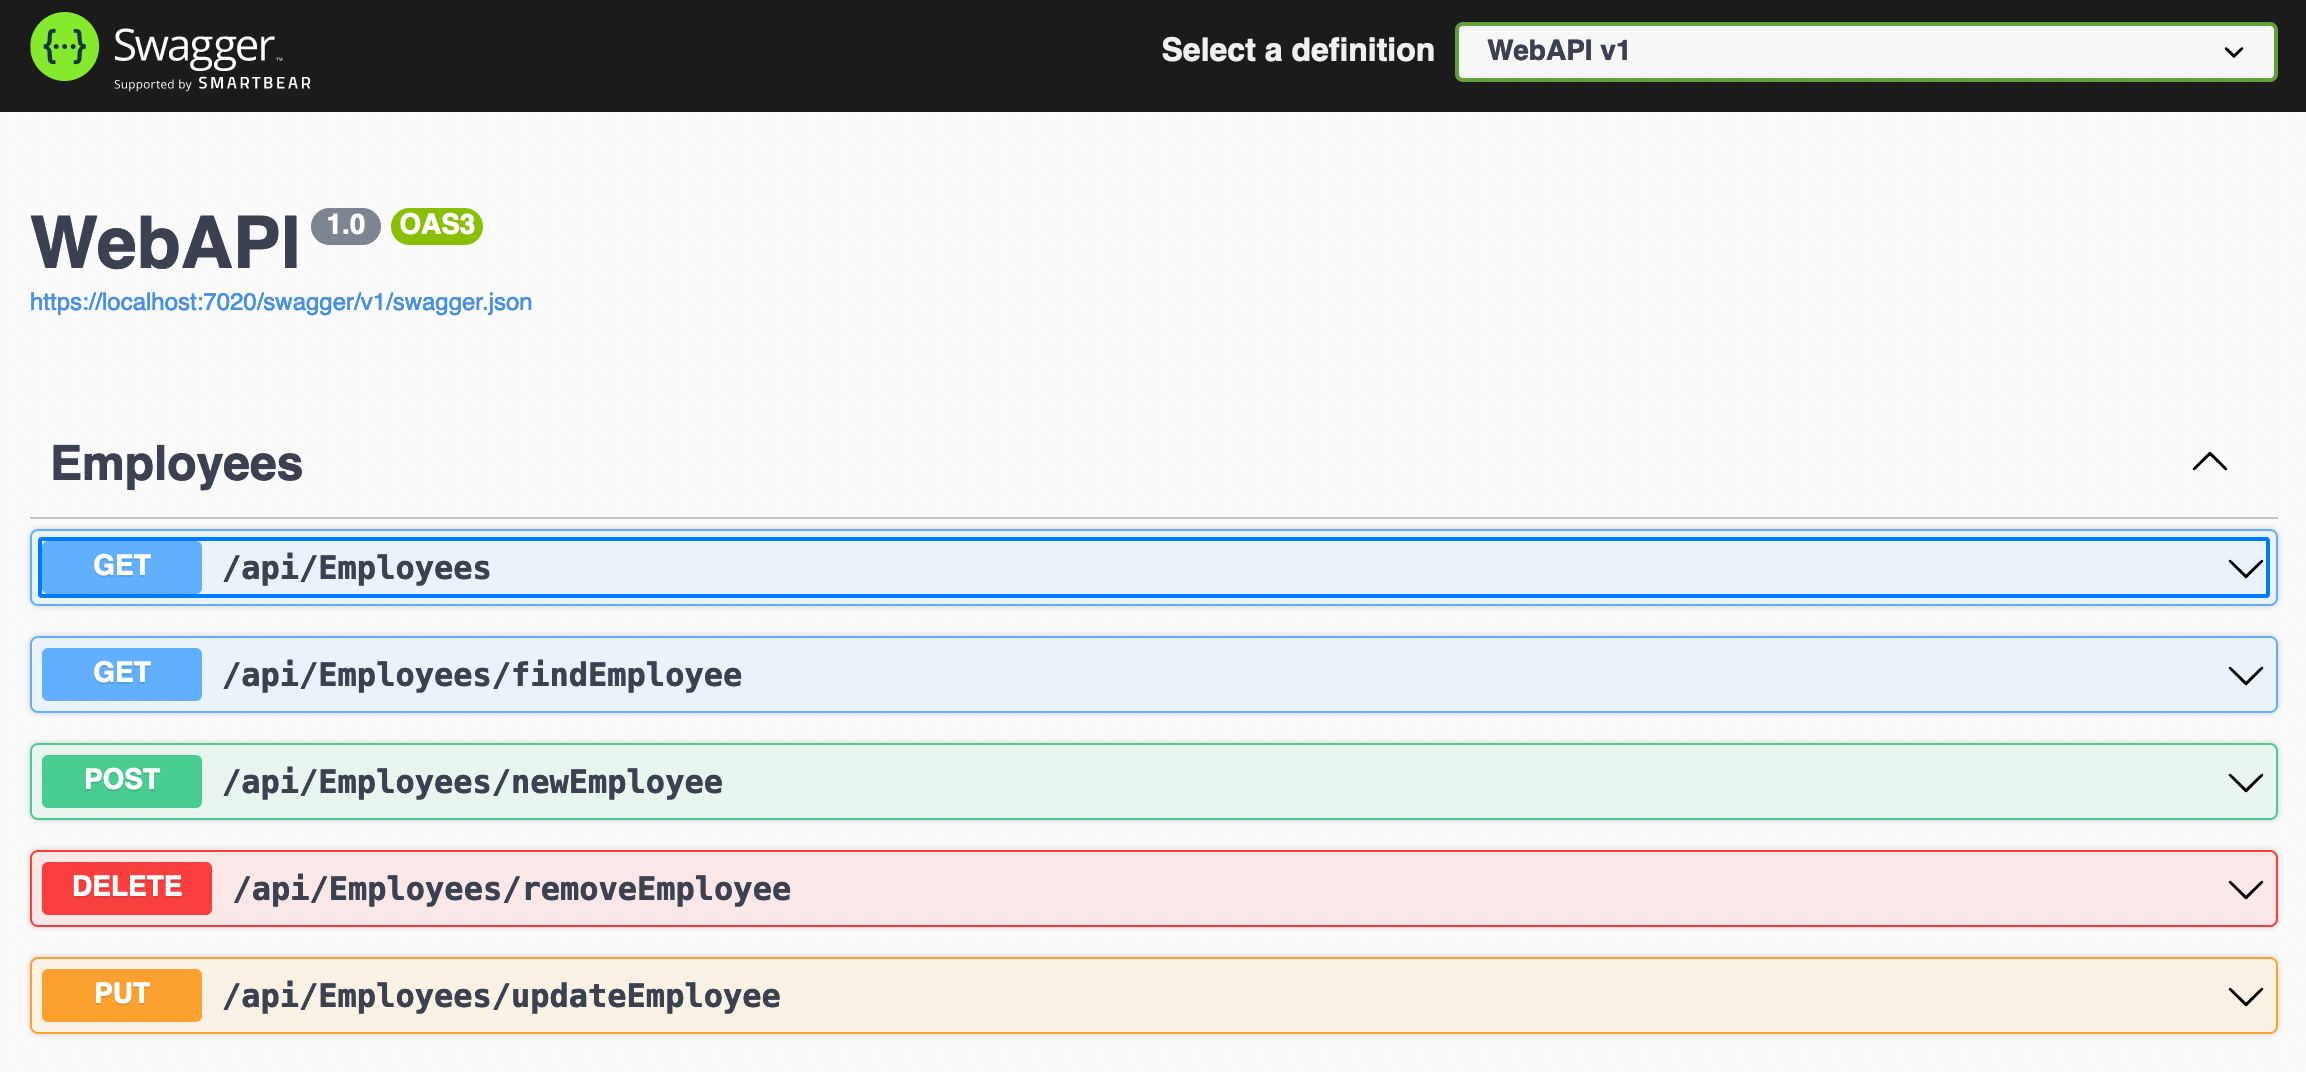 {···} Swagger™
Supported by SMARTBEAR
Select a definition
WebAPI v1
WebAPI 1.0 OAS3
https://localhost:7020/swagger/v1/swagger.json
Employees
GET /api/Employees
GET /api/Employees/findEmployee
POST /api/Employees/newEmployee
DELETE /api/Employees/removeEmployee
PUT /api/Employees/updateEmployee